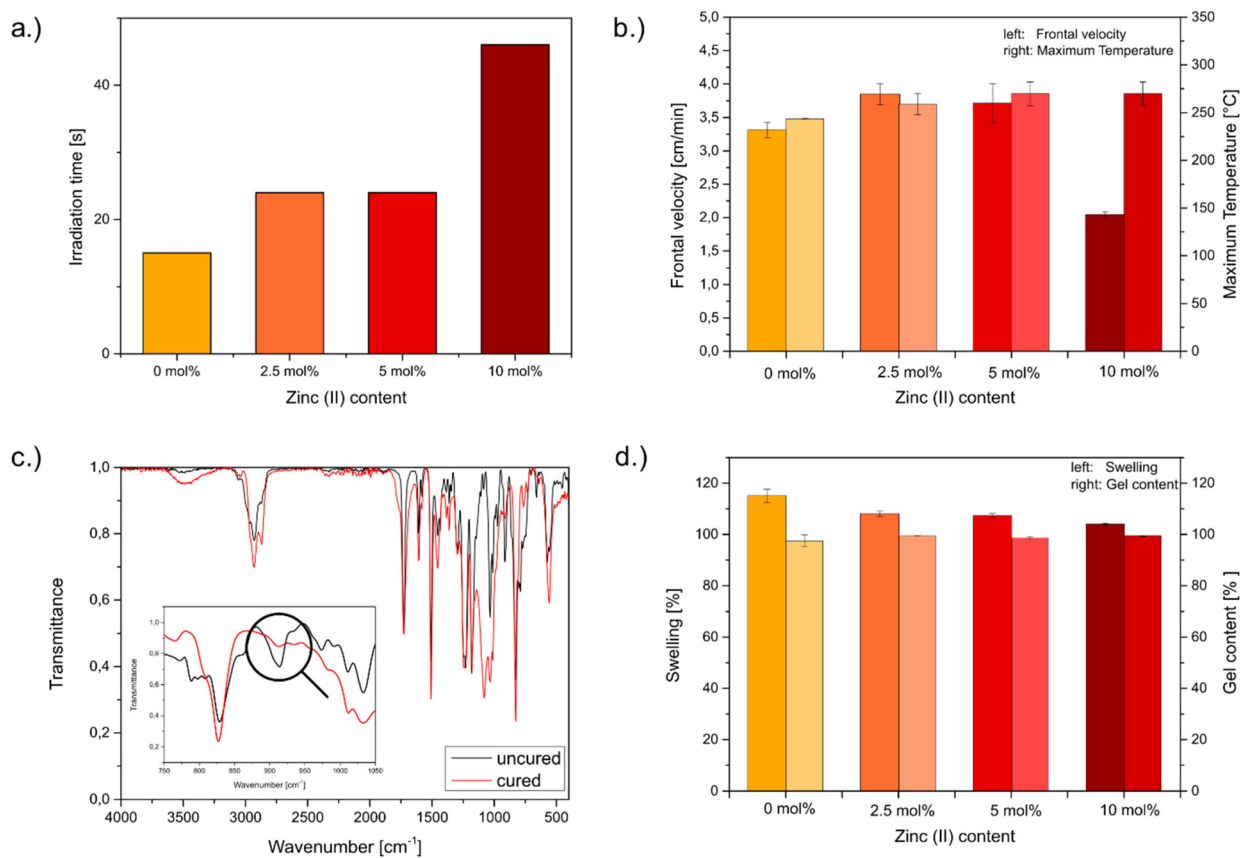 a.)
Irradiation time [s]
40
20
0
0 mol%
2.5 mol%
5 mol%
10 mol%
Zinc (II) content
b.)
left: Frontal velocity
right: Maximum Temperature
Frontal velocity [cm/min]
5,0
4,5
4,0
3,5
3,0
2,5
2,0
1,5
1,0
0,5
0,0
350
300
250
200
150
100
50
0
Maximum Temperature [°C]
0 mol%
2.5 mol%
5 mol%
10 mol%
Zinc (II) content
c.)
Transmittance
1,0
0,8
0,6
0,4
0,2
0,0
4000
3500
3000
2500
2000
1500
1000
500
Wavenumber [cm⁻¹]
Transmittance
1,0
0,8
0,6
0,4
0,2
750
800
850
900
950
1000
1050
Wavenumber [cm⁻¹]
uncured
cured
d.)
left: Swelling
right: Gel content
Swelling [%]
120
100
80
60
40
20
0
120
100
80
60
40
20
0
Gel content [%
0 mol%
2.5 mol%
5 mol%
10 mol%
Zinc (II) content